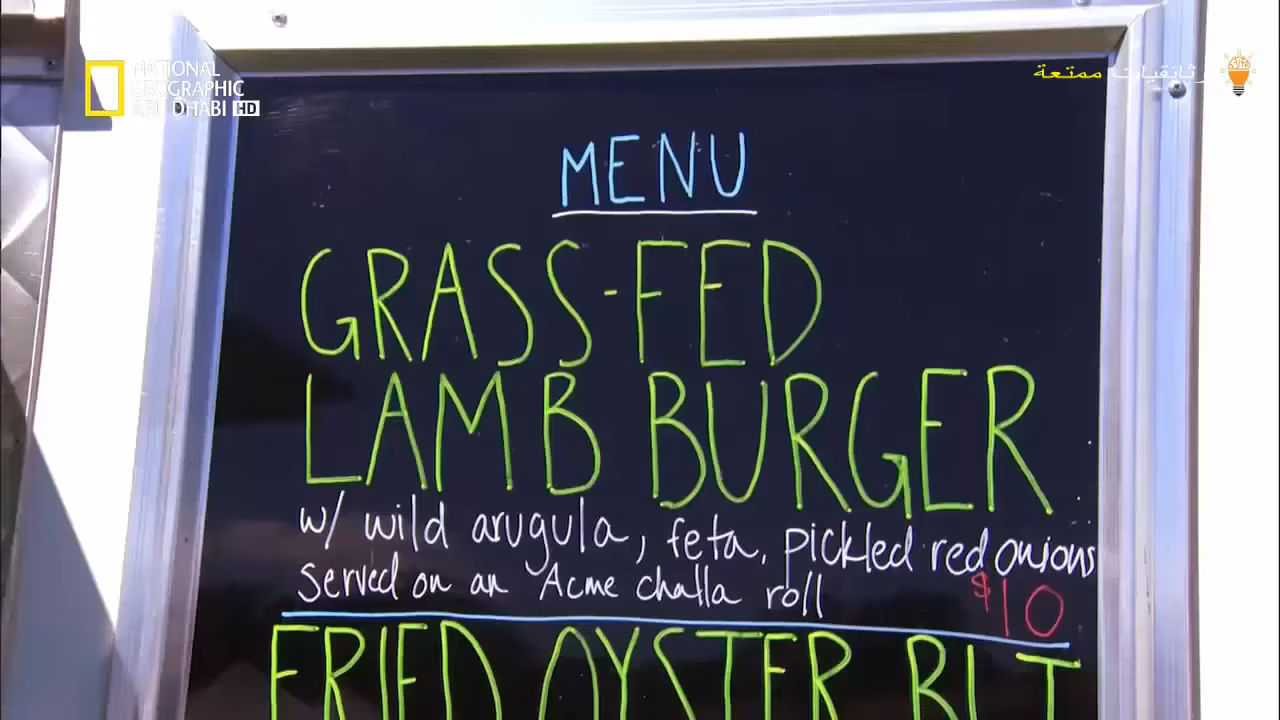 NATIONAL
GEOGRAPHIC
ABU DHABI HD
وثائقيات ممتعة
MENU
GRASS-FED
LAMB BURGER
w/ wild arugula, feta, pickled red onions
served on an Acme challa roll
$10
FRIED OYSTER BLT